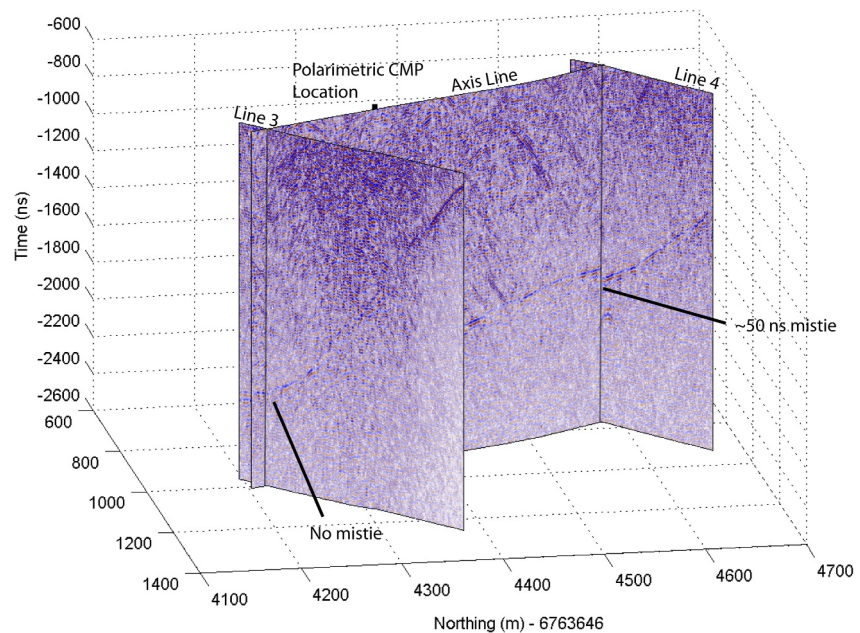 -600
-800
-1000
-1200
-1400
-1600
-1800
-2000
-2200
-2400
-2600
Time (ns)
Polarimetric CMP
Location
Axis Line
Line 3
Line 4
~50 ns mistie
No mistie
600
800
1000
1200
1400
4100
4200
4300
4400
4500
4600
4700
Northing (m) - 6763646